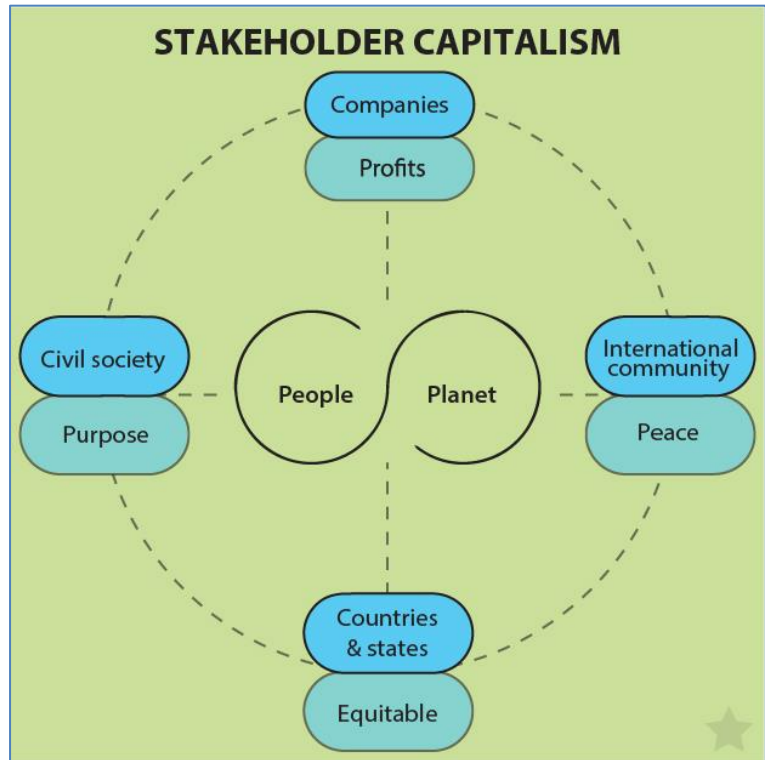 STAKEHOLDER CAPITALISM
Companies
Profits
Civil society
Purpose
People
Planet
International
community
Peace
Countries
& states
Equitable